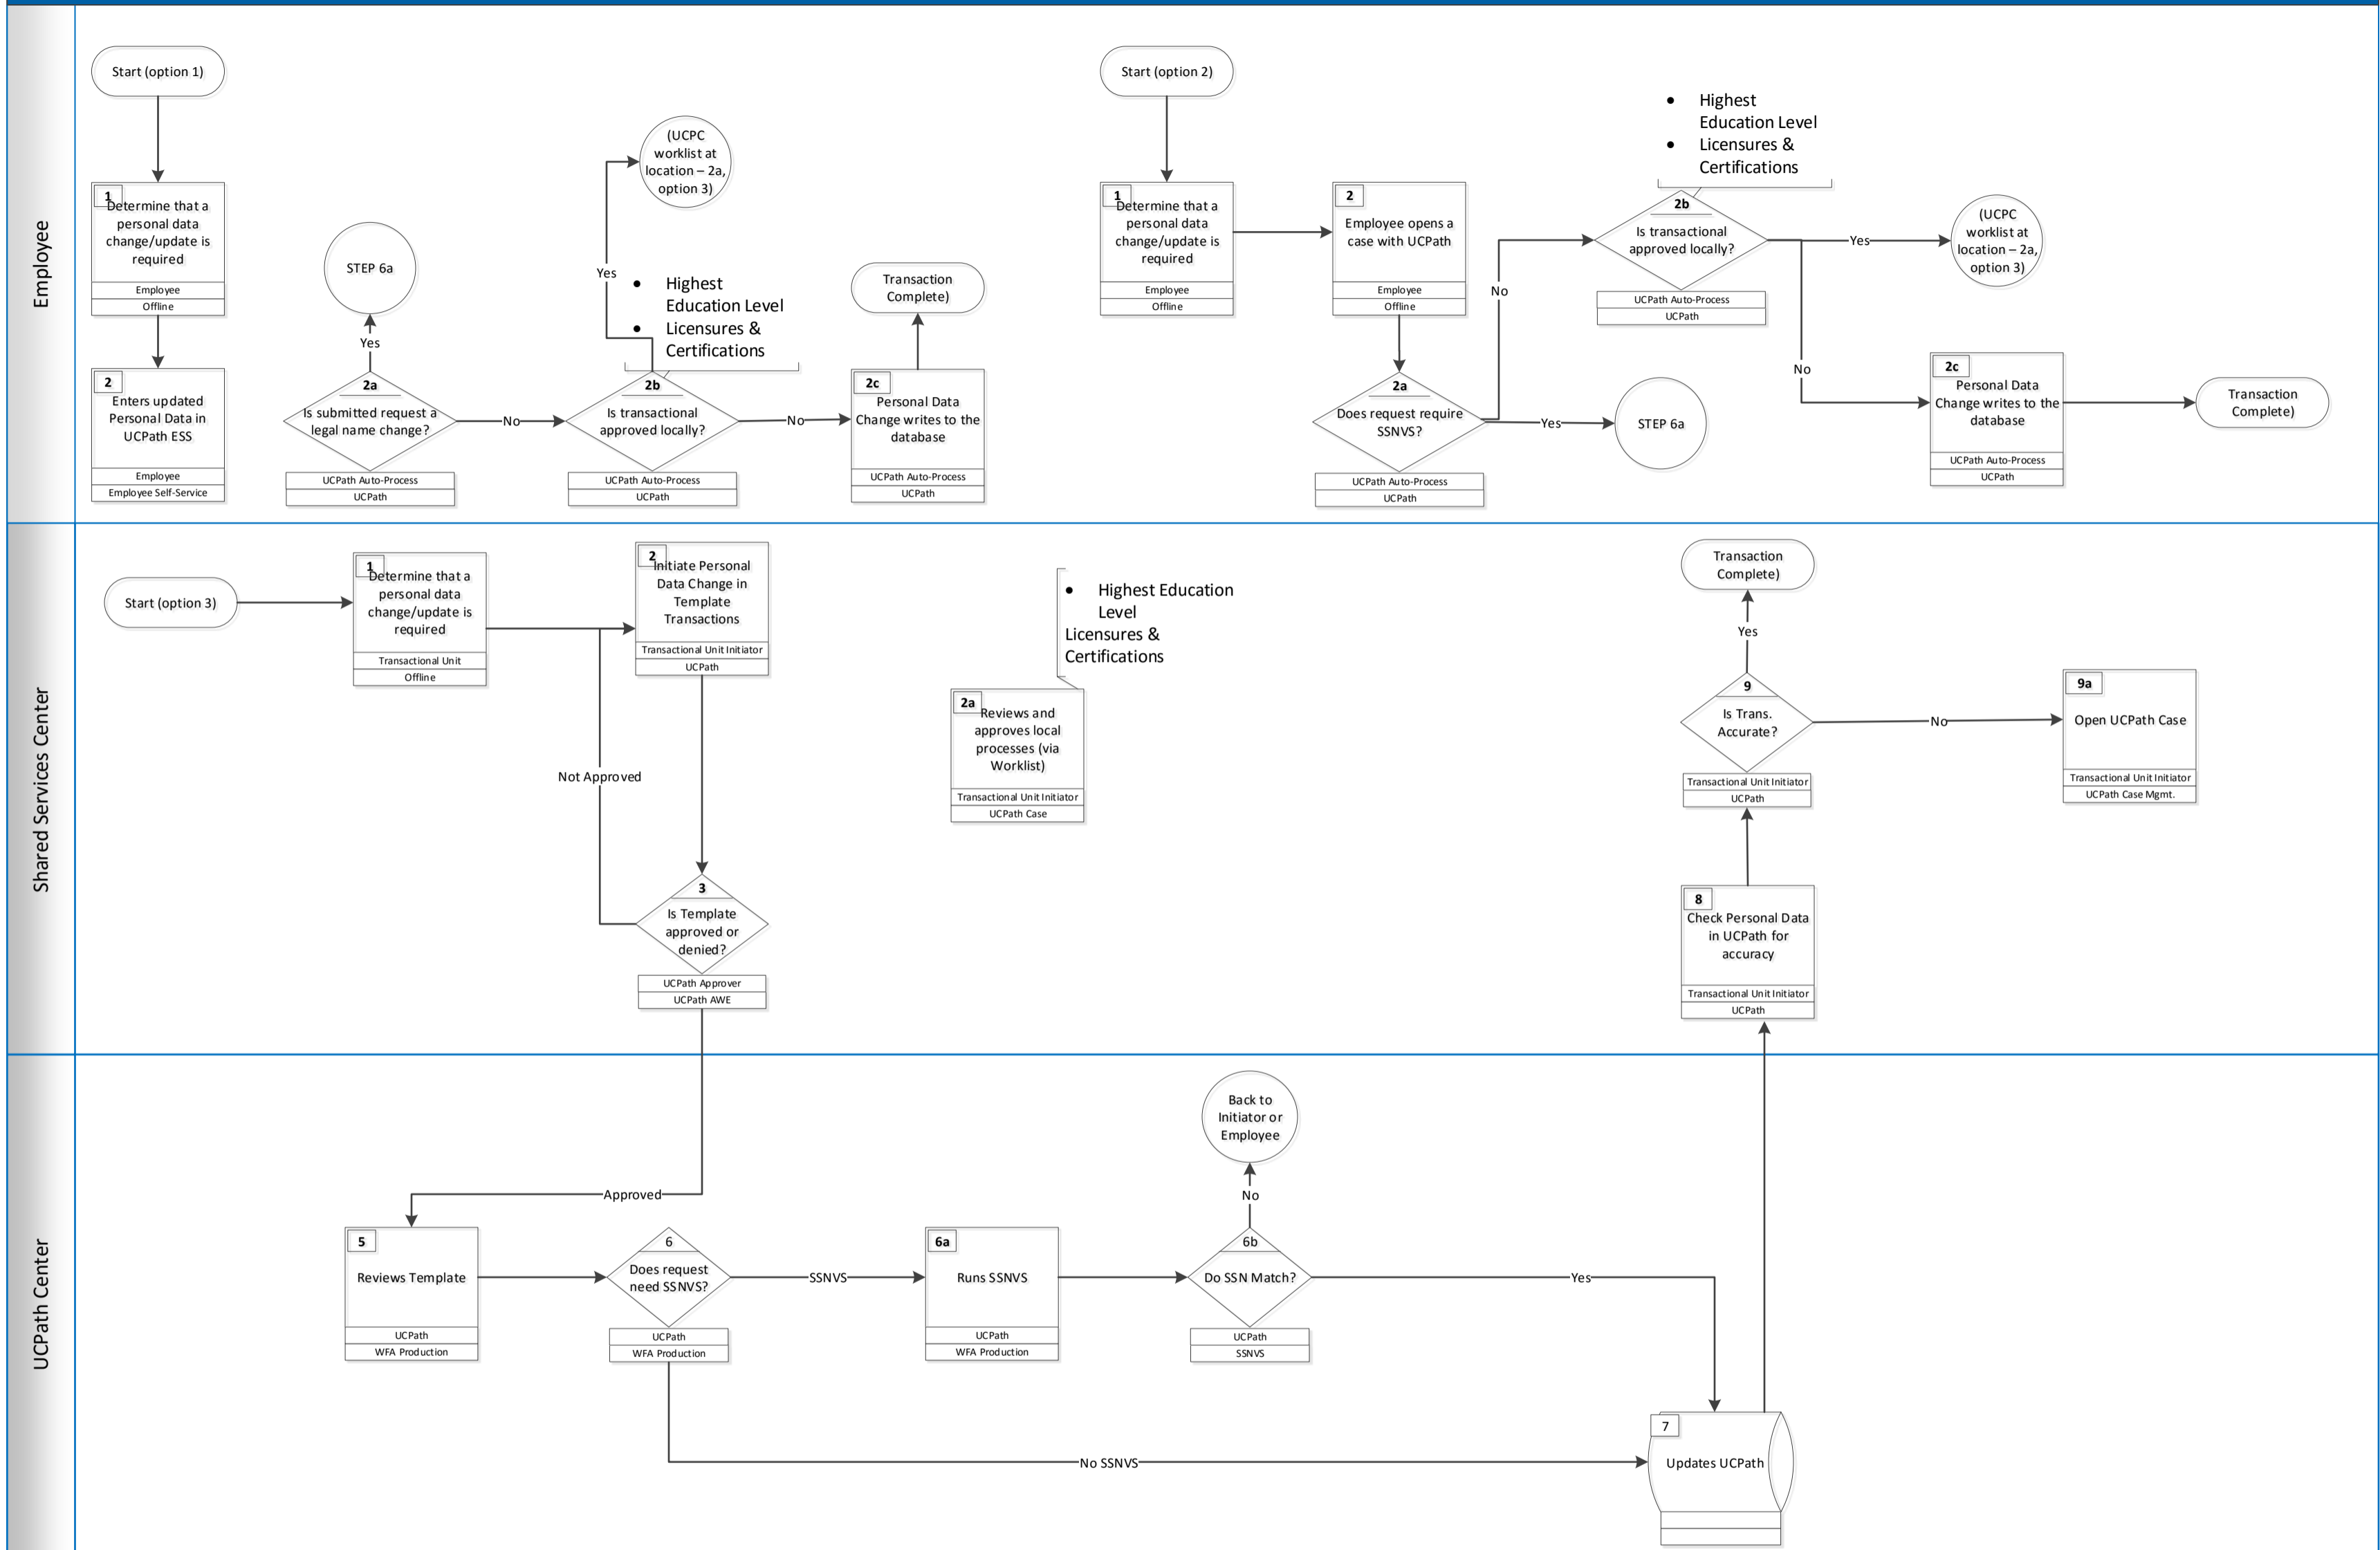 Employee
Start (option 1)
1
Determine that a
personal data
change/update is
required
Employee
Offline
2
Enters updated
Personal Data in
UCPath ESS
Employee
Employee Self-Service
STEP 6a
Yes
2a
Is submitted request a
legal name change?
UCPath Auto-Process
UCPath
No
(UCPC
worklist at
location – 2a,
option 3)
Yes
• Highest
Education Level
• Licensures &
Certifications
2b
Is transactional
approved locally?
UCPath Auto-Process
UCPath
No
Transaction
Complete)
2c
Personal Data
Change writes to the
database
UCPath Auto-Process
UCPath
Start (option 2)
1
Determine that a
personal data
change/update is
required
Employee
Offline
2
Employee opens a
case with UCPath
Employee
Offline
2a
Does request require
SSNVS?
UCPath Auto-Process
UCPath
No
Yes
STEP 6a
• Highest
Education Level
• Licensures &
Certifications
2b
Is transactional
approved locally?
UCPath Auto-Process
UCPath
Yes
(UCPC
worklist at
location – 2a,
option 3)
No
2c
Personal Data
Change writes to the
database
UCPath Auto-Process
UCPath
Transaction
Complete)
Shared Services Center
Start (option 3)
1
Determine that a
personal data
change/update is
required
Transactional Unit
Offline
2
Initiate Personal
Data Change in
Template
Transactions
Transactional Unit Initiator
UCPath
Not Approved
3
Is Template
approved or
denied?
UCPath Approver
UCPath AWE
• Highest Education
Level
Licensures &
Certifications
2a
Reviews and
approves local
processes (via
Worklist)
Transactional Unit Initiator
UCPath Case
Transaction
Complete)
Yes
9
Is Trans.
Accurate?
Transactional Unit Initiator
UCPath
No
9a
Open UCPath Case
Transactional Unit Initiator
UCPath Case Mgmt.
8
Check Personal Data
in UCPath for
accuracy
Transactional Unit Initiator
UCPath
UCPath Center
Approved
5
Reviews Template
UCPath
WFA Production
6
Does request
need SSNVS?
UCPath
WFA Production
SSNVS
6a
Runs SSNVS
UCPath
WFA Production
Back to
Initiator or
Employee
No
6b
Do SSN Match?
UCPath
SSNVS
Yes
No SSNVS
7
Updates UCPath